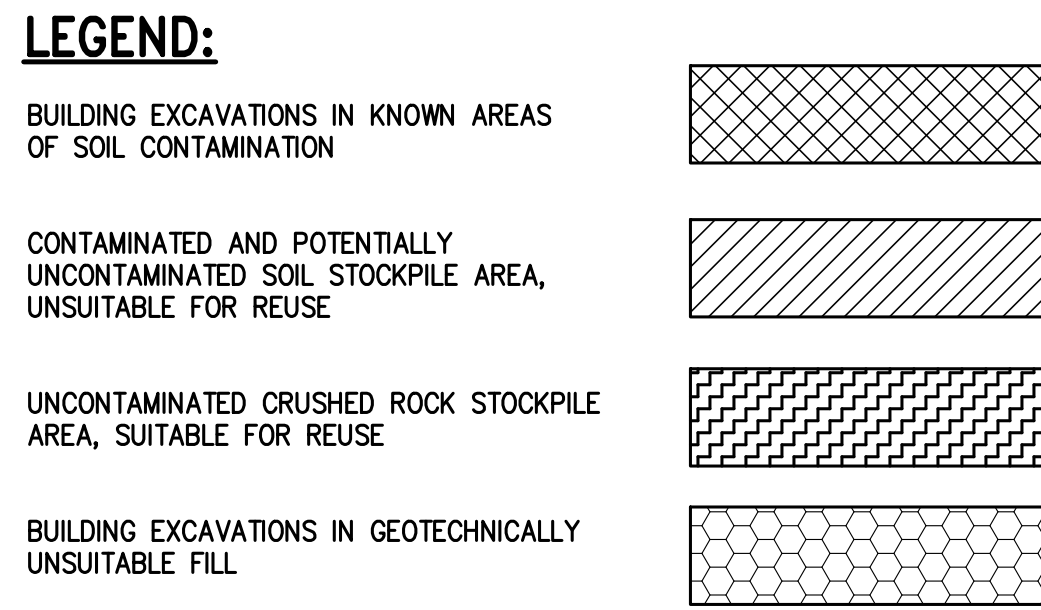 LEGEND:
BUILDING EXCAVATIONS IN KNOWN AREAS
OF SOIL CONTAMINATION
CONTAMINATED AND POTENTIALLY
UNCONTAMINATED SOIL STOCKPILE AREA,
UNSUITABLE FOR REUSE
UNCONTAMINATED CRUSHED ROCK STOCKPILE
AREA, SUITABLE FOR REUSE
BUILDING EXCAVATIONS IN GEOTECHNICALLY
UNSUITABLE FILL